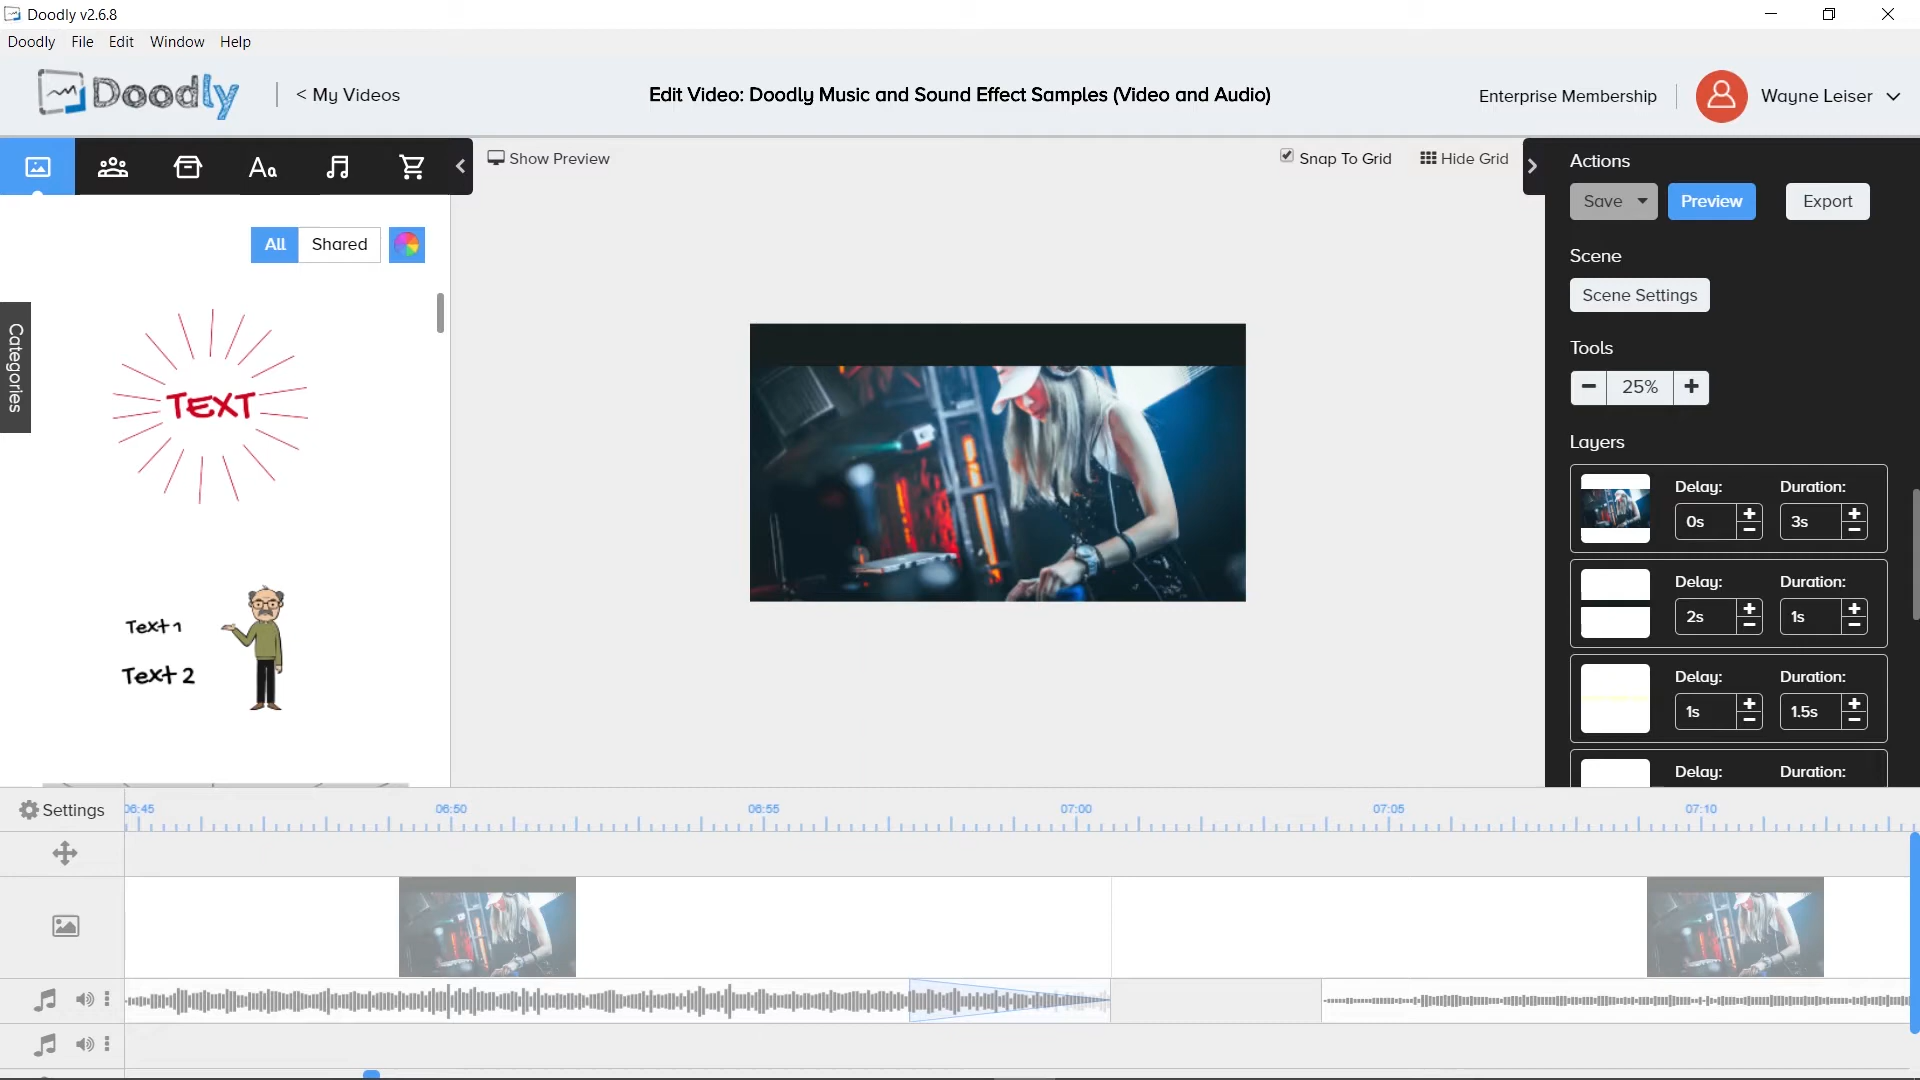 Doodly v2.6.8
Doodly File Edit Window Help
Doodly
< My Videos
Edit Video: Doodly Music and Sound Effect Samples (Video and Audio)
Enterprise Membership
Wayne Leiser
Aa
Show Preview
Snap To Grid
Hide Grid
Actions
Save
Preview
Export
All
Shared
Scene
Scene Settings
Categories
TEXT
Tools
25%
Layers
Delay: Duration:
0s 3s
Delay: Duration:
2s 1s
Text 1
Text 2
Delay: Duration:
1s 1.5s
Delay: Duration:
Settings
06:45 06:50 06:55 07:00 07:05 07:10